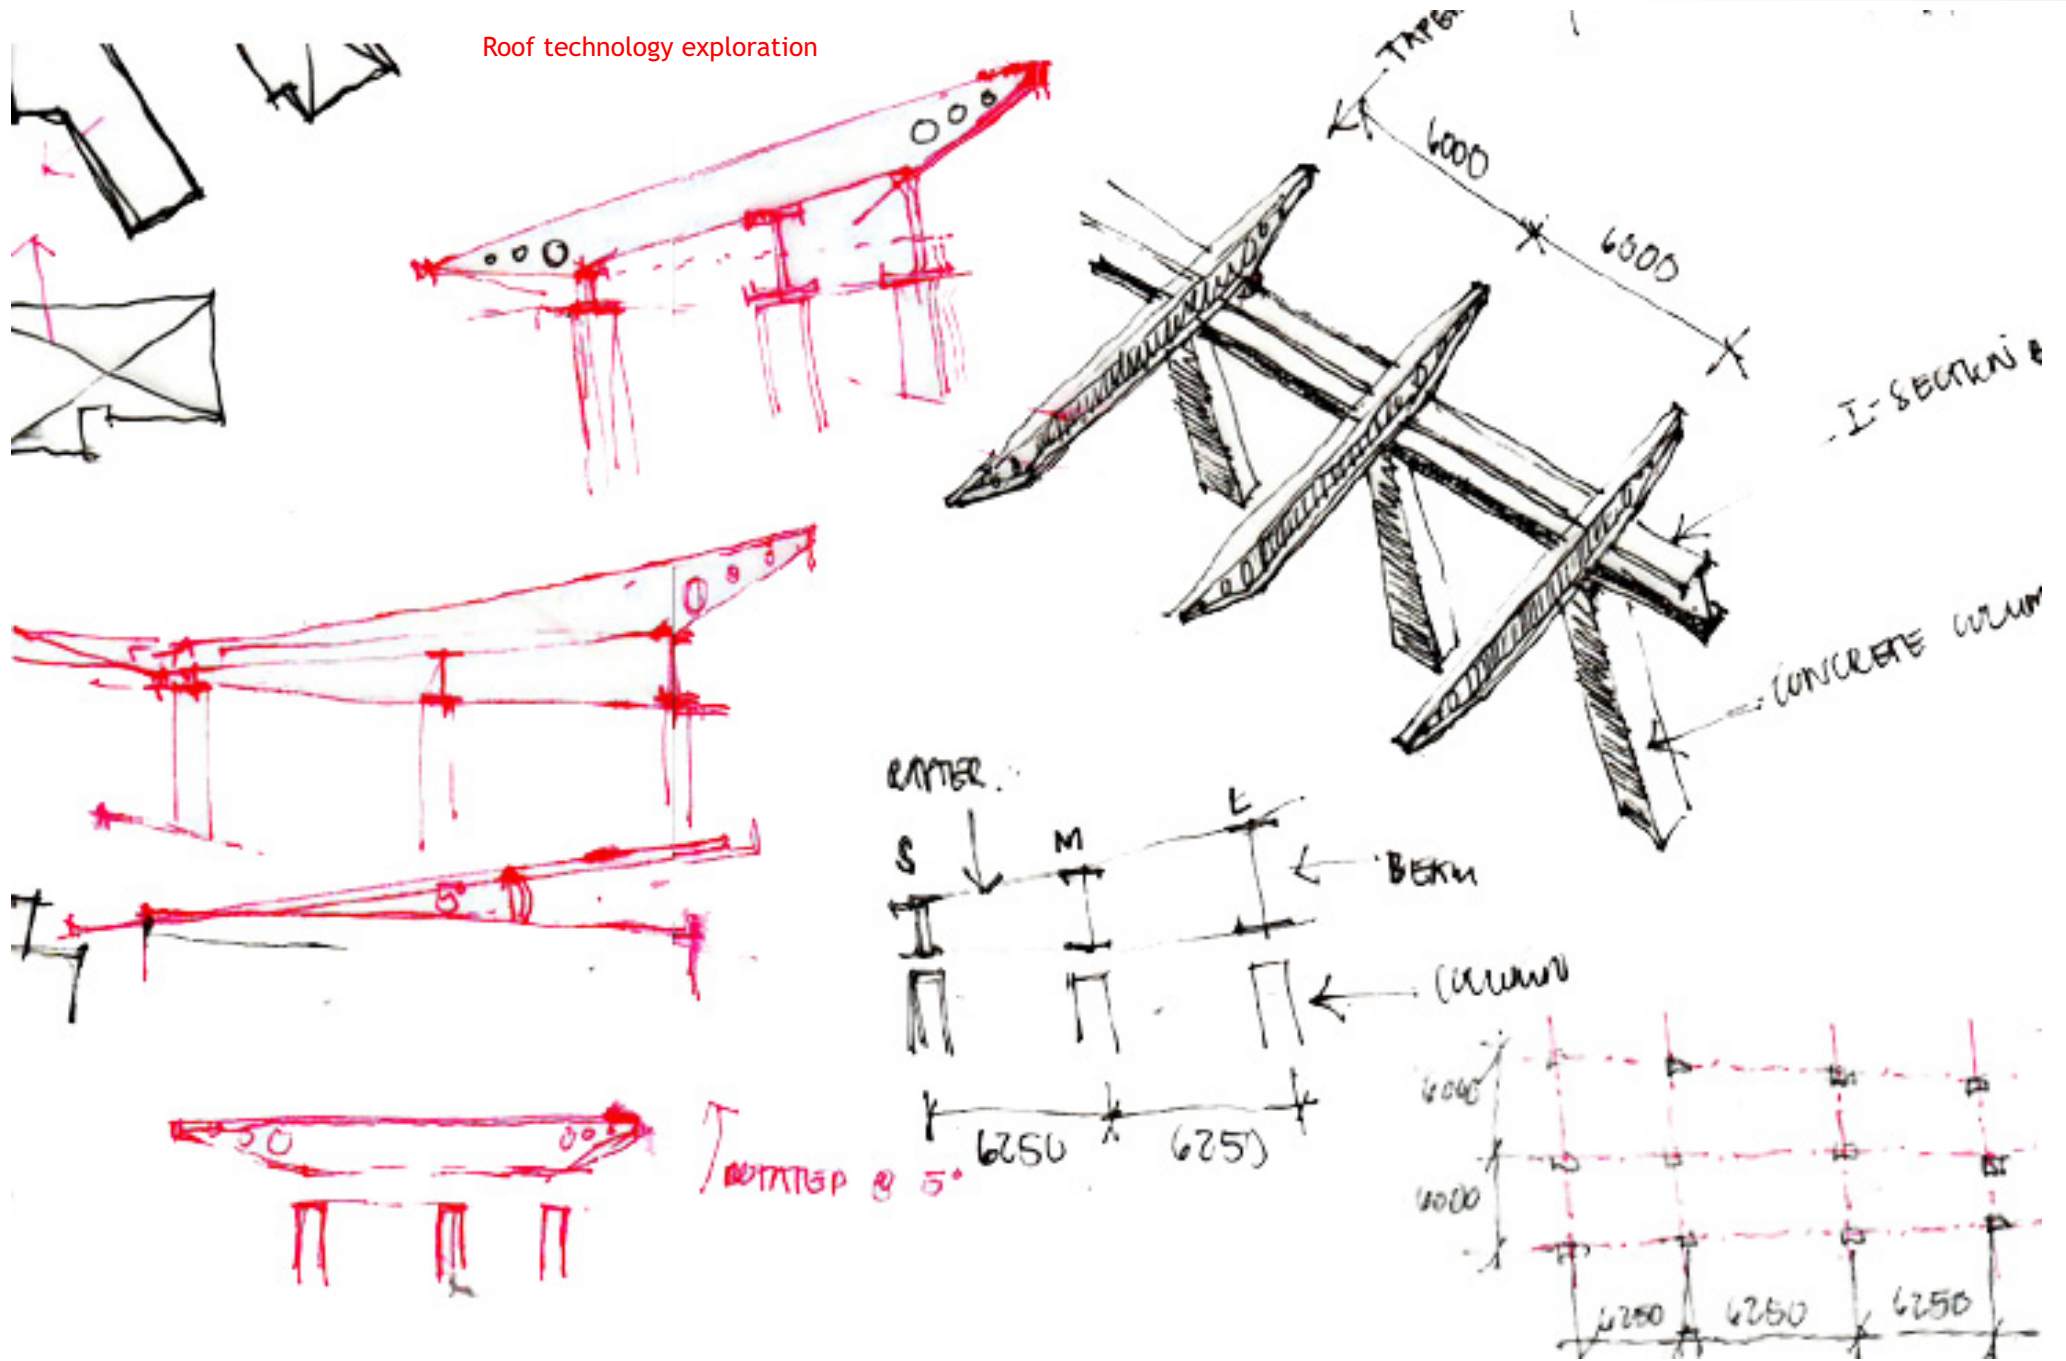 Roof technology exploration
6000
6000
I-SECTION
CONCRETE
RAFTER.
S
M
L
BEAM
COLUMN
5°
6250
6250
ROTATED @ 5°
6000
6000
6250
6250
6250